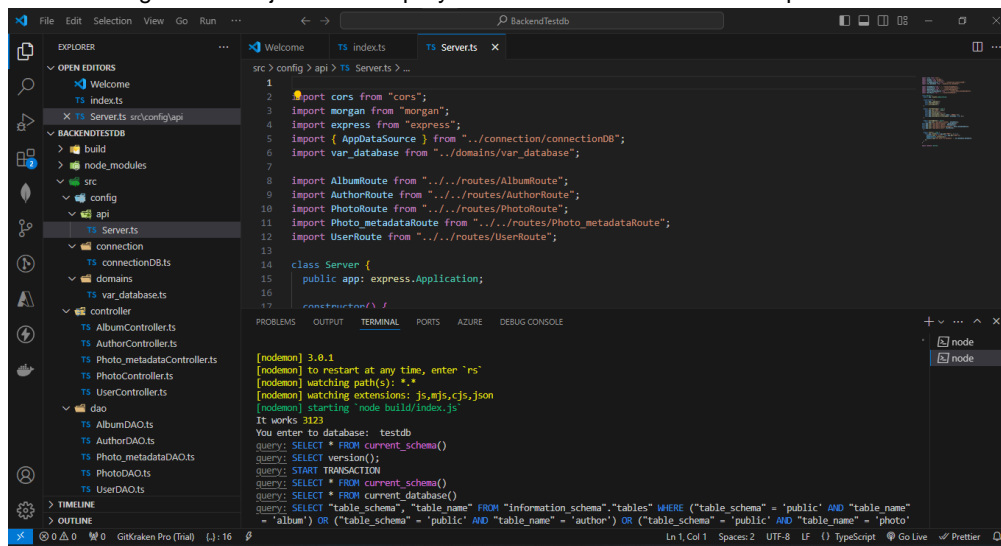 File Edit Selection View Go Run ... BackendTestdb
EXPLORER ...
OPEN EDITORS
Welcome
TS index.ts
TS Server.ts src\config\api
BACKENDTESTDB
build
node_modules
src
config
api
TS Server.ts
connection
TS connectionDB.ts
domains
TS var_database.ts
controller
TS AlbumController.ts
TS AuthorController.ts
TS Photo_metadataController.ts
TS PhotoController.ts
TS UserController.ts
dao
TS AlbumDAO.ts
TS AuthorDAO.ts
TS Photo_metadataDAO.ts
TS PhotoDAO.ts
TS UserDAO.ts
TIMELINE
OUTLINE
Welcome TS index.ts TS Server.ts
src > config > api > TS Server.ts > ...
1
2 import cors from "cors";
3 import morgan from "morgan";
4 import express from "express";
5 import { AppDataSource } from "../connection/connectionDB";
6 import var_database from "../domains/var_database";
7
8 import AlbumRoute from "../../routes/AlbumRoute";
9 import AuthorRoute from "../../routes/AuthorRoute";
10 import PhotoRoute from "../../routes/PhotoRoute";
11 import Photo_metadataRoute from "../../routes/Photo_metadataRoute";
12 import UserRoute from "../../routes/UserRoute";
13
14 class Server {
15 public app: express.Application;
16
17 constructor() {
PROBLEMS OUTPUT TERMINAL PORTS AZURE DEBUG CONSOLE
node
node
[nodemon] 3.0.1
[nodemon] to restart at any time, enter `rs`
[nodemon] watching path(s): *.*
[nodemon] watching extensions: js,mjs,cjs,json
[nodemon] starting `node build/index.js`
It works 3123
You enter to database: testdb
query: SELECT * FROM current_schema()
query: SELECT version();
query: START TRANSACTION
query: SELECT * FROM current_schema()
query: SELECT * FROM current_database()
query: SELECT "table_schema", "table_name" FROM "information_schema"."tables" WHERE ("table_schema" = 'public' AND "table_name"
= 'album') OR ("table_schema" = 'public' AND "table_name" = 'author') OR ("table_schema" = 'public' AND "table_name" = 'photo'
0 0 0 GitKraken Pro (Trial) {..}: 16 Ln 1, Col 1 Spaces: 2 UTF-8 LF {} TypeScript Go Live Prettier